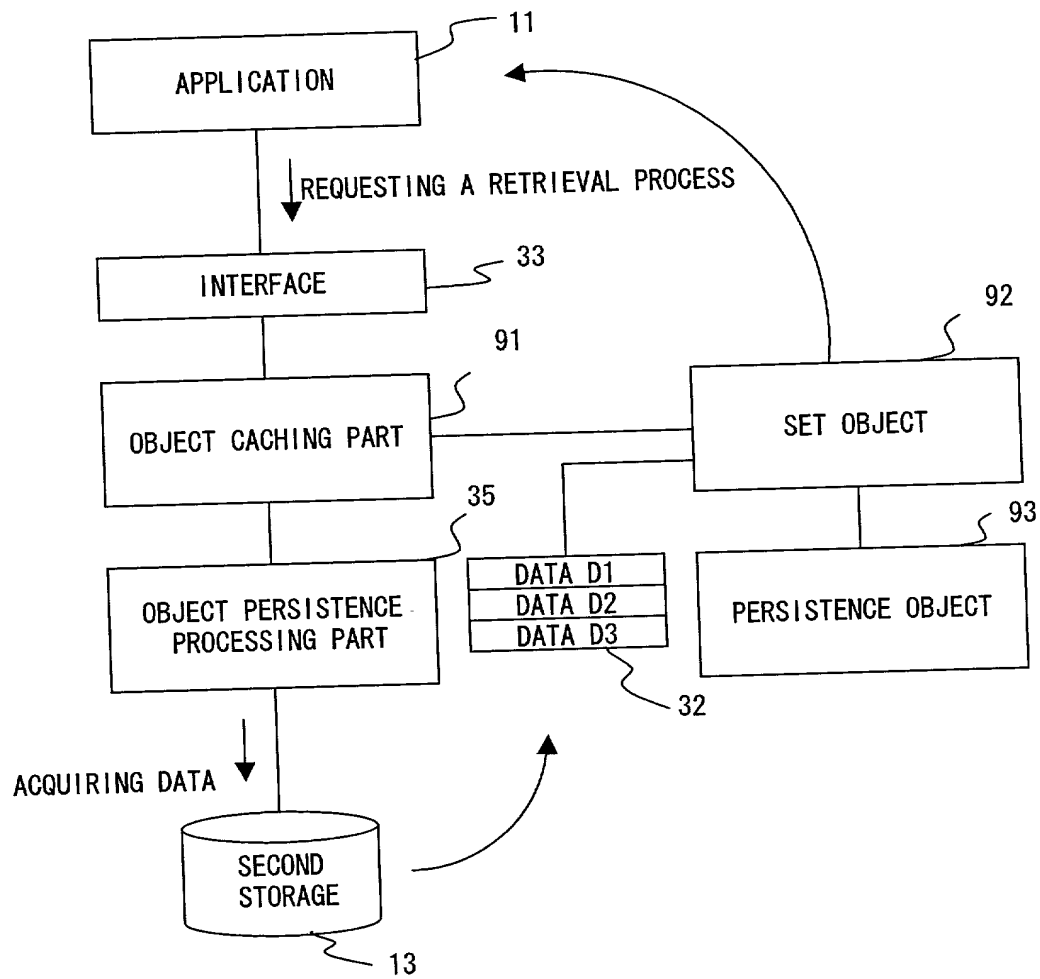 11
APPLICATION
REQUESTING A RETRIEVAL PROCESS
33
INTERFACE
92
91
OBJECT CACHING PART
SET OBJECT
35
93
DATA D1
DATA D2
DATA D3
OBJECT PERSISTENCE
PROCESSING PART
PERSISTENCE OBJECT
32
ACQUIRING DATA
SECOND
STORAGE
13